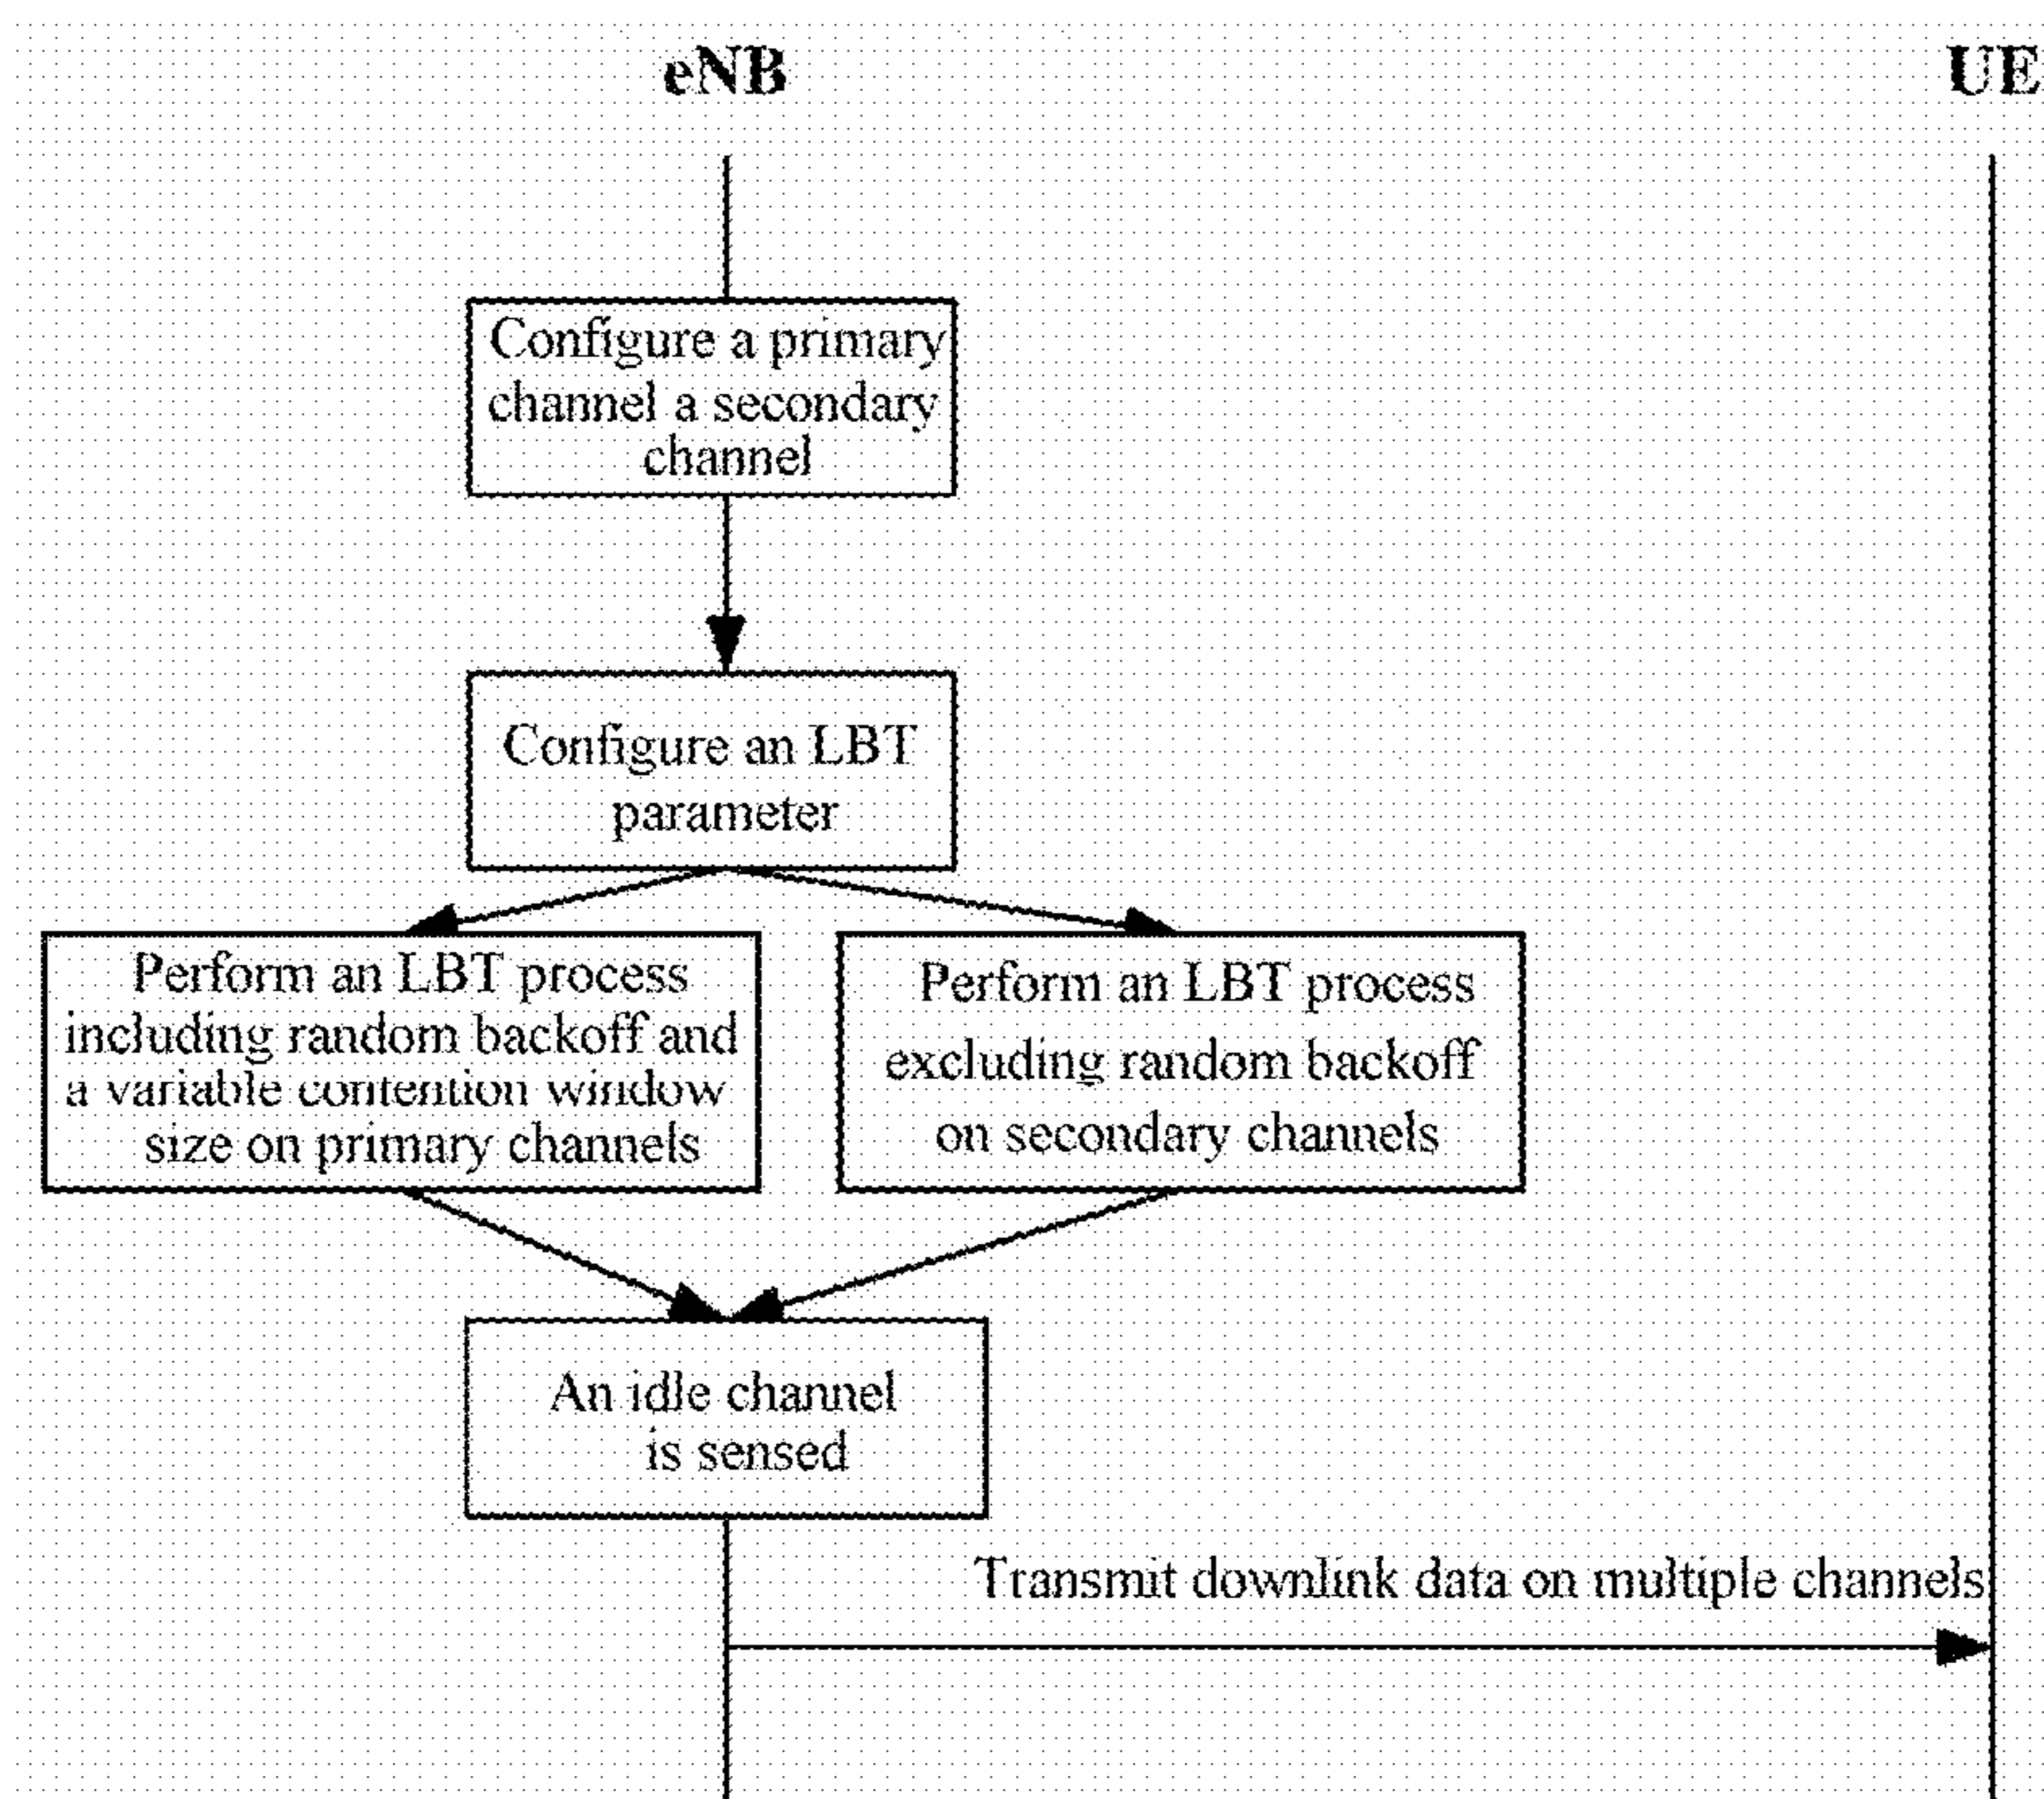 eNB
UE
Configure a primary
channel a secondary
channel
Configure an LBT
parameter
Perform an LBT process
including random backoff and
a variable contention window
size on primary channels
Perform an LBT process
excluding random backoff
on secondary channels
An idle channel
is sensed
Transmit downlink data on multiple channels